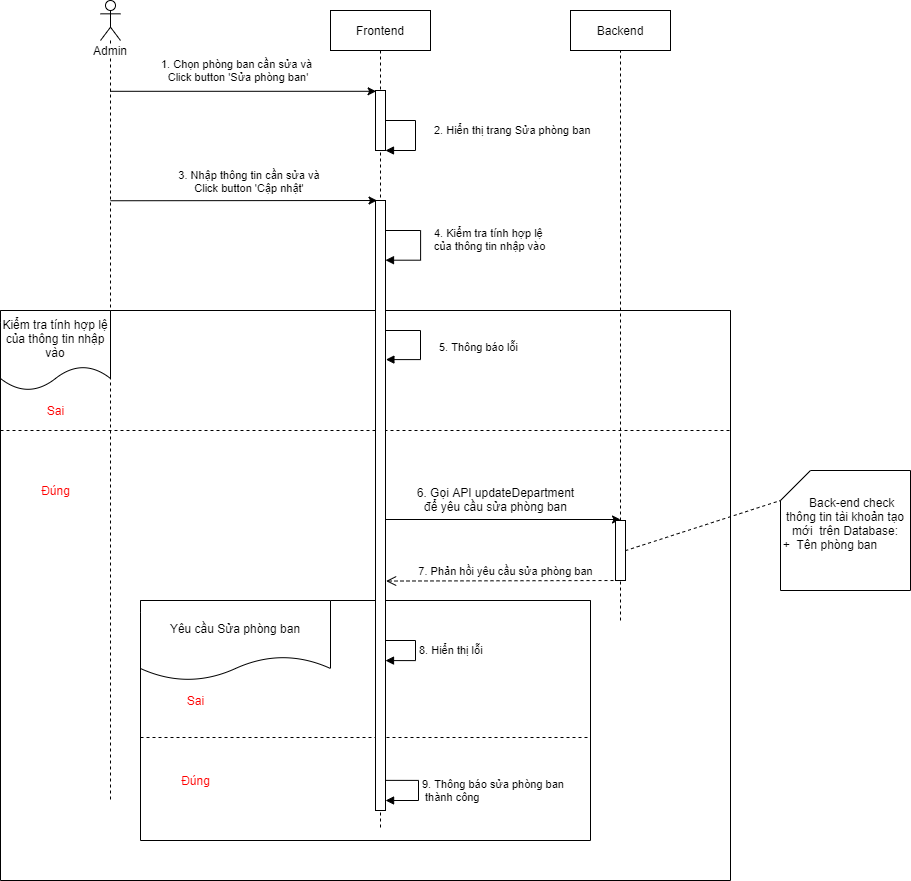 Admin
Frontend
Backend
1. Chọn phòng ban cần sửa và
Click button 'Sửa phòng ban'
2. Hiển thị trang Sửa phòng ban
3. Nhập thông tin cần sửa và
Click button 'Cập nhật'
4. Kiểm tra tính hợp lệ
của thông tin nhập vào
Kiểm tra tính hợp lệ
của thông tin nhập
vào
5. Thông báo lỗi
Sai
Đúng
6. Gọi API updateDepartment
để yêu cầu sửa phòng ban
Back-end check
thông tin tải khoản tạo
mới trên Database:
+ Tên phòng ban
7. Phản hồi yêu cầu sửa phòng ban
Yêu cầu Sửa phòng ban
8. Hiển thị lỗi
Sai
Đúng
9. Thông báo sửa phòng ban
thành công